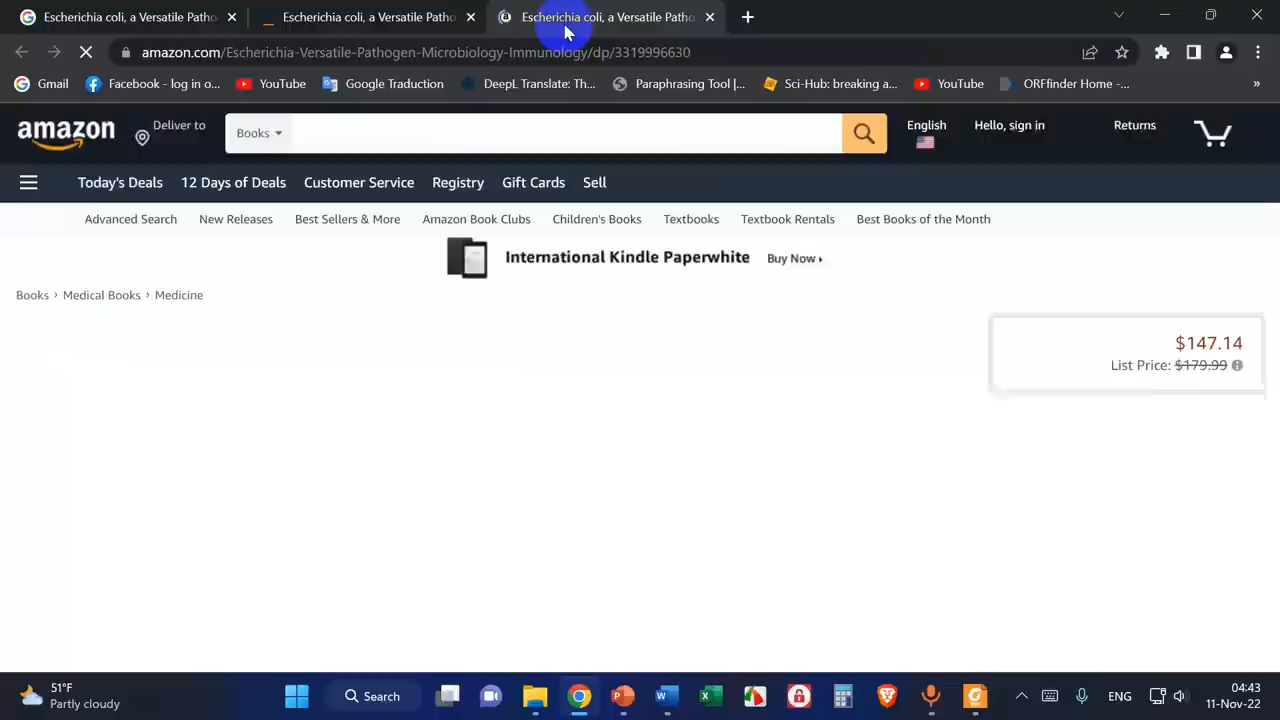 Escherichia coli, a Versatile Patho
Escherichia coli, a Versatile Patho
Escherichia coli, a Versatile Patho
amazon.com/Escherichia-Versatile-Pathogen-Microbiology-Immunology/dp/3319996630
Gmail
Facebook - log in o...
YouTube
Google Traduction
DeepL Translate: Th...
Paraphrasing Tool |...
Sci-Hub: breaking a...
YouTube
ORFfinder Home -...
»
amazon
Deliver to
Books
English
Hello, sign in
Returns
Today's Deals
12 Days of Deals
Customer Service
Registry
Gift Cards
Sell
Advanced Search
New Releases
Best Sellers & More
Amazon Book Clubs
Children's Books
Textbooks
Textbook Rentals
Best Books of the Month
International Kindle Paperwhite
Buy Now
Books › Medical Books › Medicine
$147.14
List Price: $179.99
51°F
Partly cloudy
Search
ENG
04:43
11-Nov-22